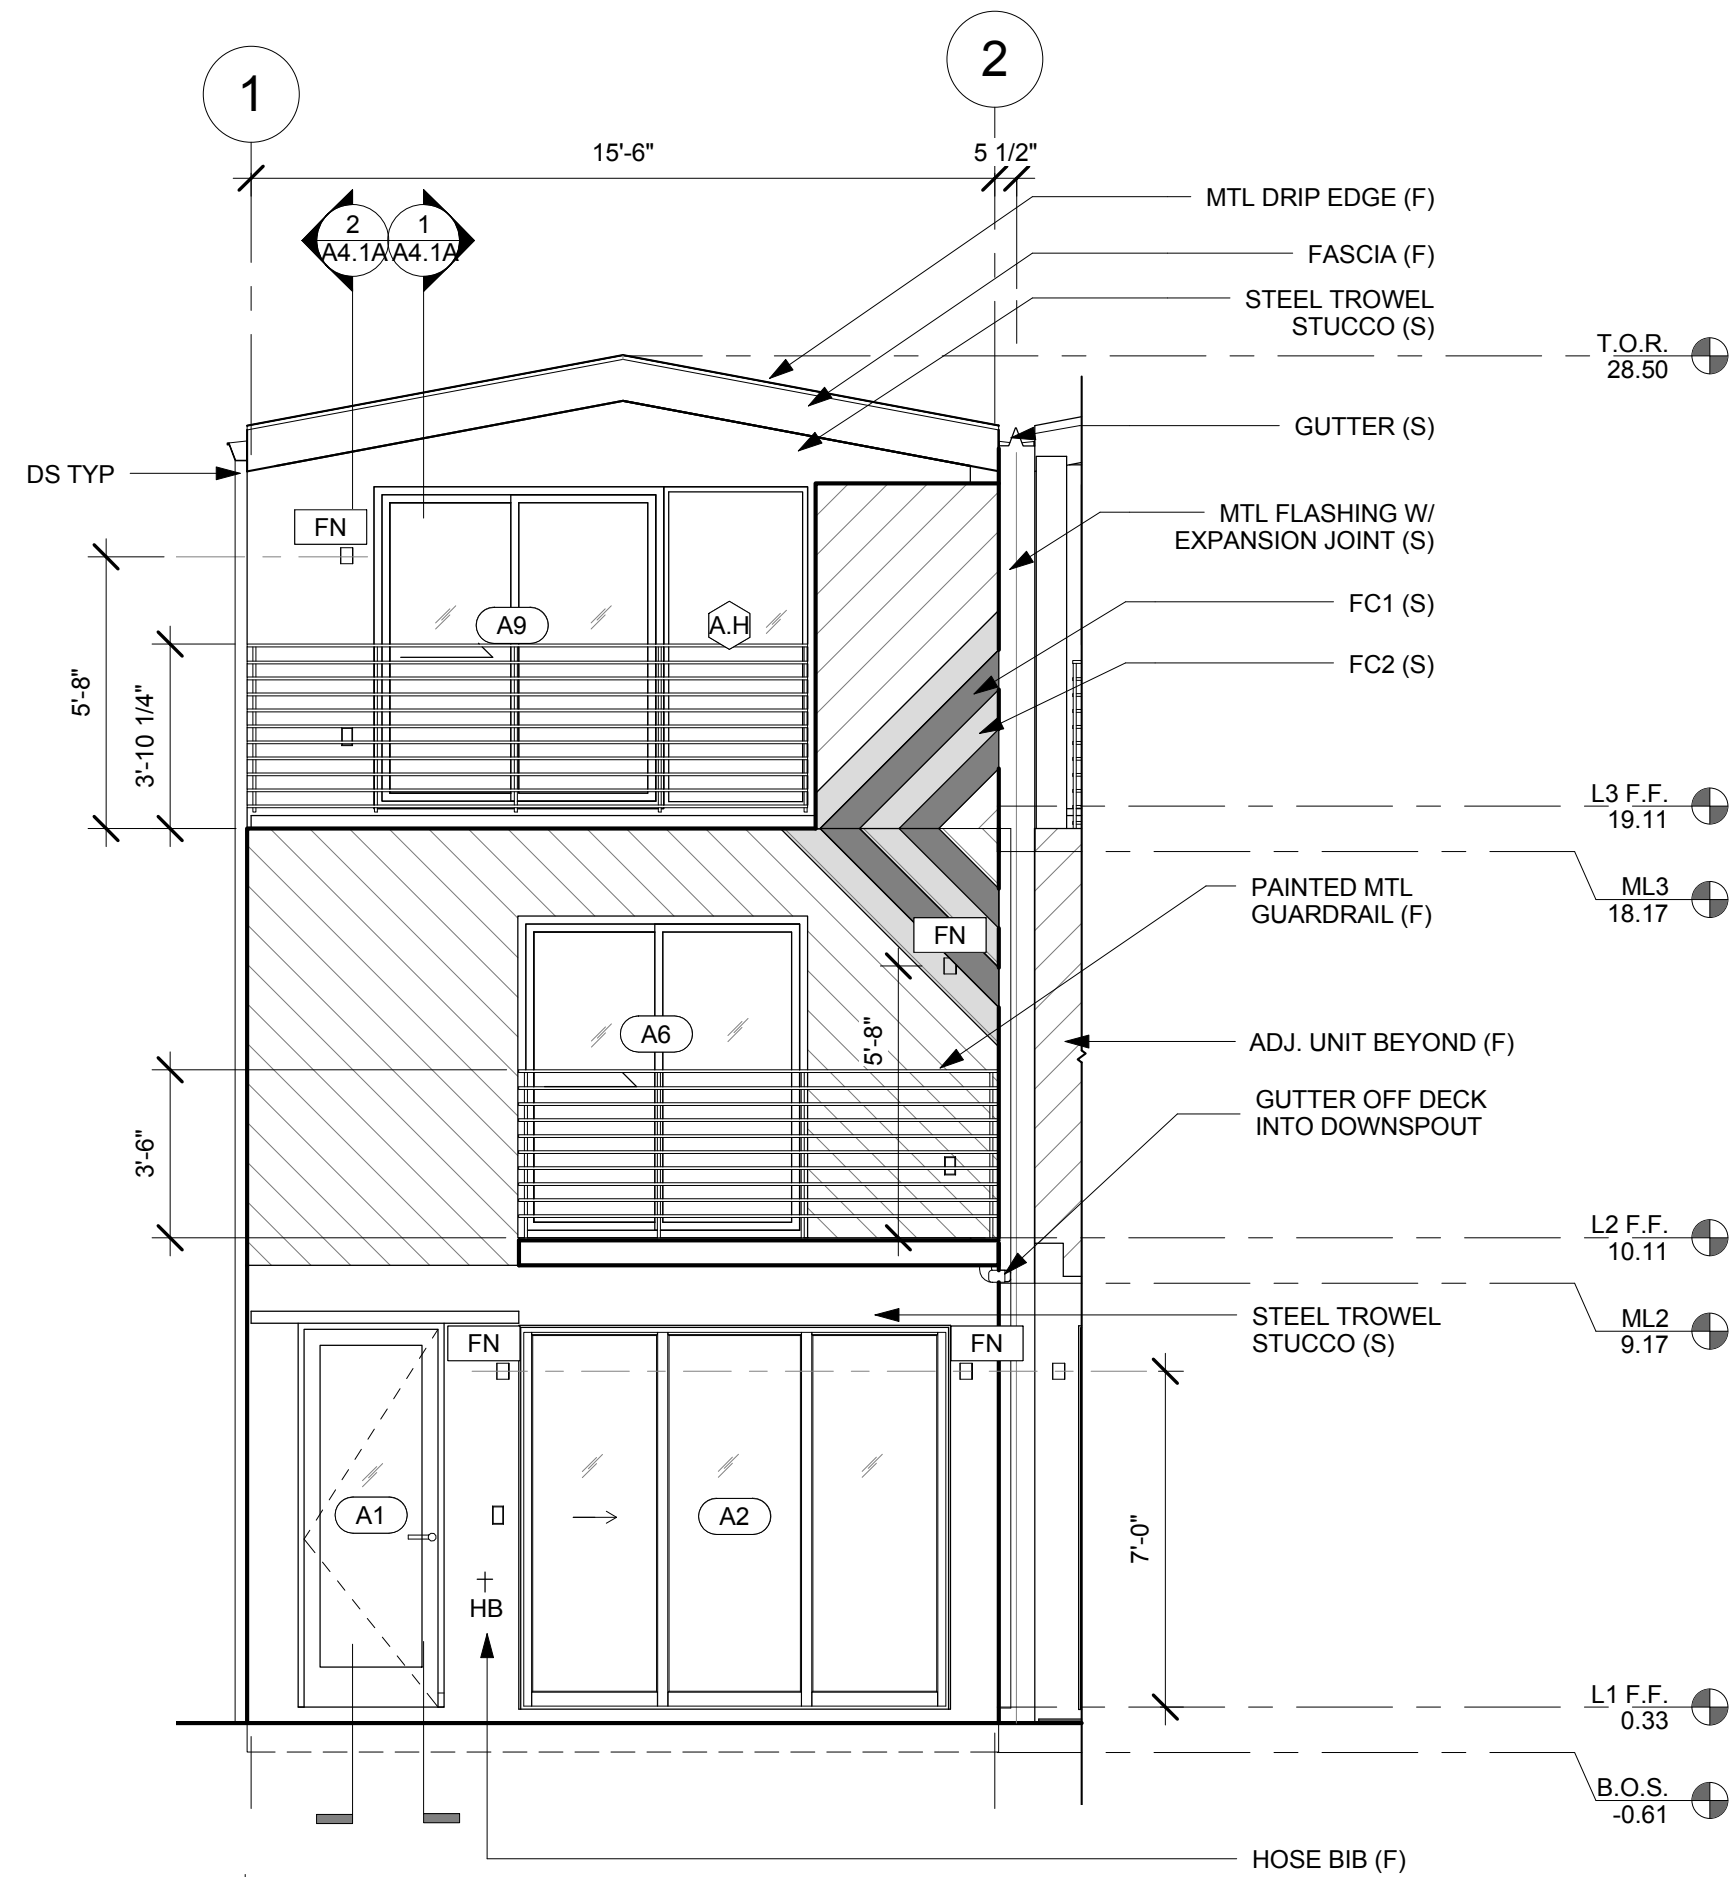 1
2
15'-6"
5 1/2"
2
A4.1A
1
A4.1A
MTL DRIP EDGE (F)
FASCIA (F)
STEEL TROWEL
STUCCO (S)
T.O.R.
28.50
GUTTER (S)
DS TYP
FN
MTL FLASHING W/
EXPANSION JOINT (S)
FC1 (S)
A9
A.H
FC2 (S)
5'-8"
3'-10 1/4"
L3 F.F.
19.11
PAINTED MTL
GUARDRAIL (F)
ML3
18.17
FN
A6
5'-8"
ADJ. UNIT BEYOND (F)
GUTTER OFF DECK
INTO DOWNSPOUT
3'-6"
L2 F.F.
10.11
STEEL TROWEL
STUCCO (S)
ML2
9.17
FN
FN
A1
A2
7'-0"
HB
L1 F.F.
0.33
B.O.S.
-0.61
HOSE BIB (F)